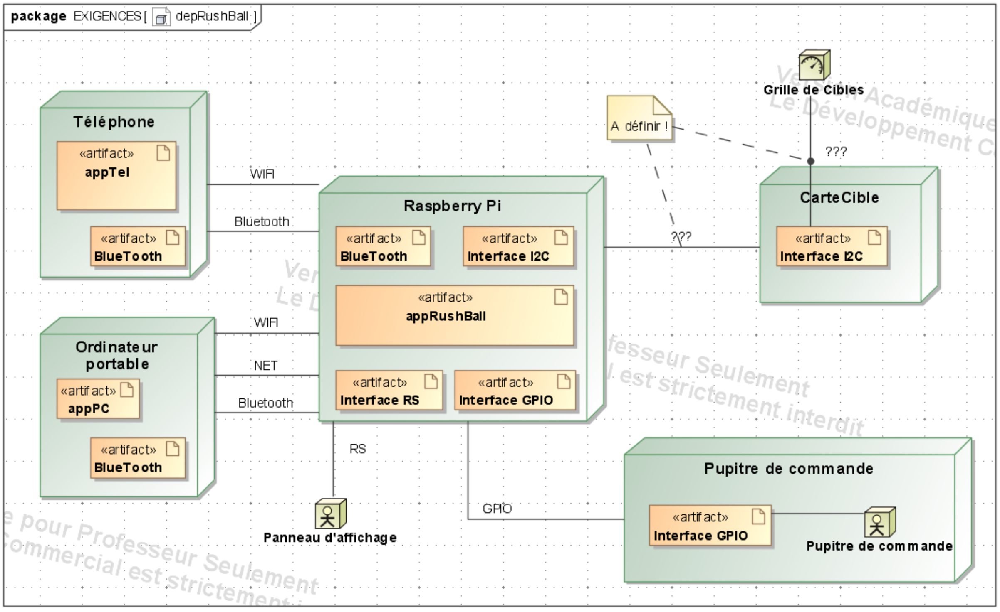 package EXIGENCES[ depRushBall ]
Grille de Cibles
A définir !
???
Téléphone
«artifact»
appTel
«artifact»
BlueTooth
WIFI
Bluetooth
Raspberry Pi
«artifact»
BlueTooth
«artifact»
Interface I2C
«artifact»
appRushBall
«artifact»
Interface RS
«artifact»
Interface GPIO
???
CarteCible
«artifact»
Interface I2C
Ordinateur
portable
«artifact»
appPC
«artifact»
BlueTooth
WIFI
NET
Bluetooth
RS
Panneau d'affichage
GPIO
Pupitre de commande
«artifact»
Interface GPIO
Pupitre de commande
Version Académique
Le Développement
Ver
Le D
fesseur Seulement
l est strictement interdit
e pour Professeur Seulement
Commercial est strictement i